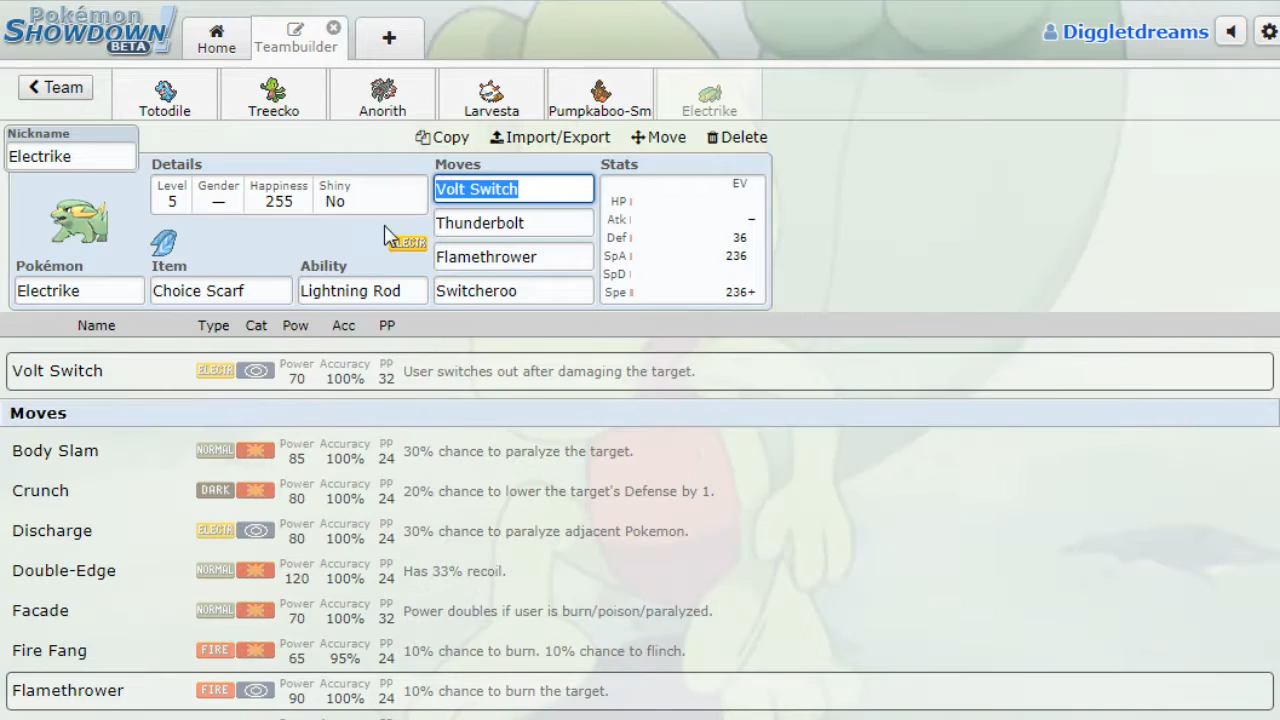 Pokémon
SHOWDOWN!
BETA
Home
Teambuilder
Diggletdreams
Team
Totodile
Treecko
Anorith
Larvesta
Pumpkaboo-Sm
Electrike
Copy
Import/Export
Move
Delete
Nickname
Electrike
Details
Level Gender Happiness Shiny
5 — 255 No
ELECTR
Pokémon
Electrike
Item
Choice Scarf
Ability
Lightning Rod
Moves
Volt Switch
Thunderbolt
Flamethrower
Switcheroo
Stats
EV
HP
Atk –
Def 36
SpA 236
SpD
Spe 236+
Name Type Cat Pow Acc PP
Volt Switch ELECTR Power 70 Accuracy 100% PP 32 User switches out after damaging the target.
Moves
Body Slam NORMAL Power 85 Accuracy 100% PP 24 30% chance to paralyze the target.
Crunch DARK Power 80 Accuracy 100% PP 24 20% chance to lower the target's Defense by 1.
Discharge ELECTR Power 80 Accuracy 100% PP 24 30% chance to paralyze adjacent Pokemon.
Double-Edge NORMAL Power 120 Accuracy 100% PP 24 Has 33% recoil.
Facade NORMAL Power 70 Accuracy 100% PP 32 Power doubles if user is burn/poison/paralyzed.
Fire Fang FIRE Power 65 Accuracy 95% PP 24 10% chance to burn. 10% chance to flinch.
Flamethrower FIRE Power 90 Accuracy 100% PP 24 10% chance to burn the target.